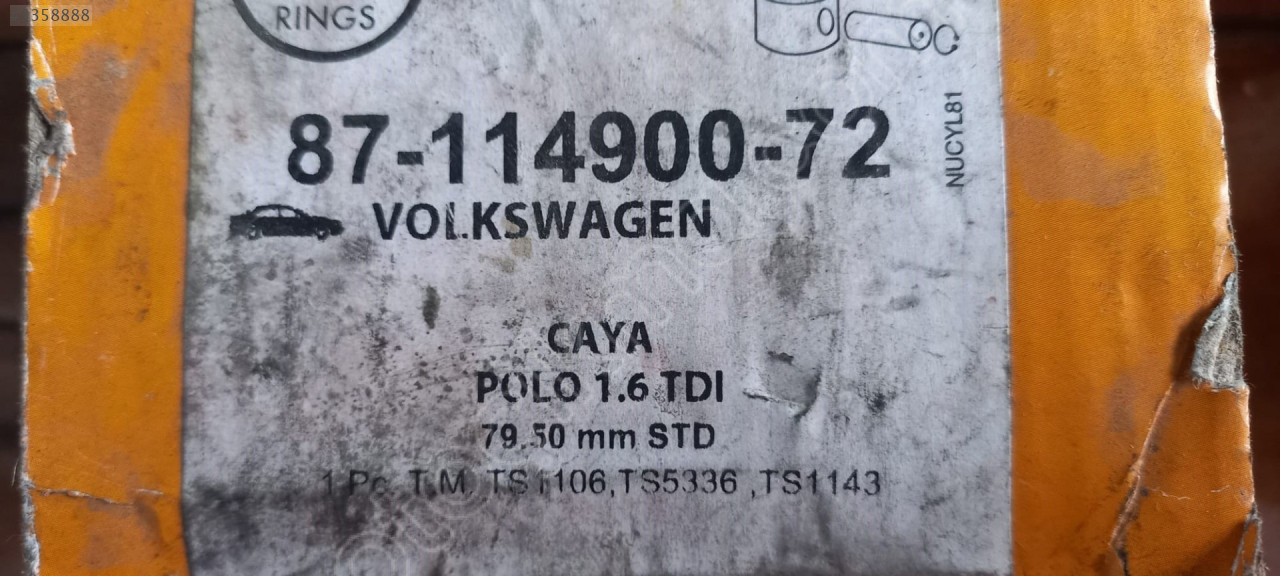 358888
RINGS
87-114900-72
NUCYL81
VOLKSWAGEN
CAYA
POLO 1.6 TDI
79.50 mm STD
1 Pc. T.M. TS1106,TS5336 ,TS1143